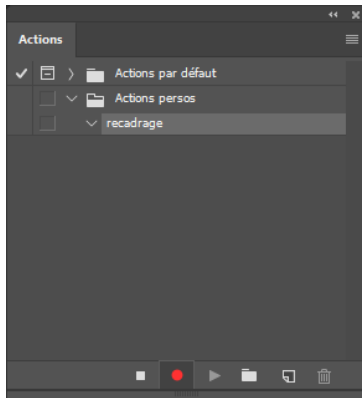 Actions
Actions par défaut
Actions persos
recadrage